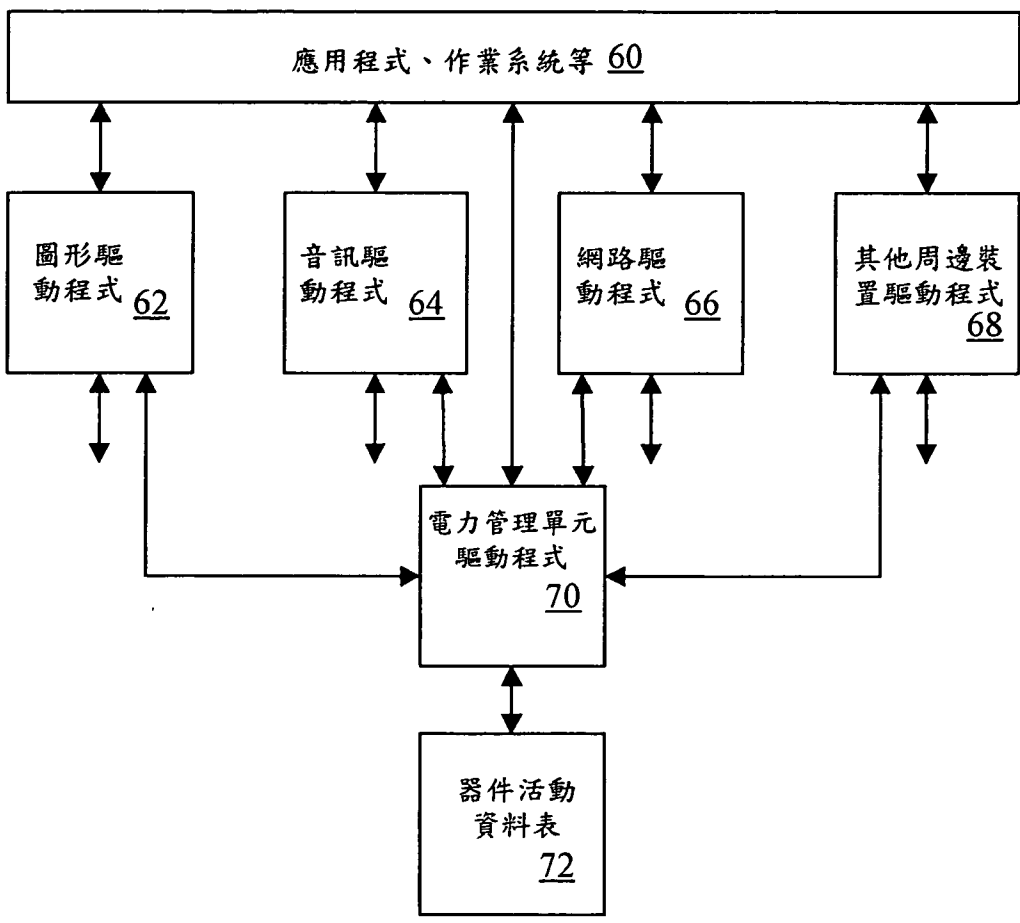 應用程式、作業系統等 60
圖形驅
動程式 62
音訊驅
動程式 64
網路驅
動程式 66
其他周邊裝
置驅動程式
68
電力管理單元
驅動程式
70
器件活動
資料表
72